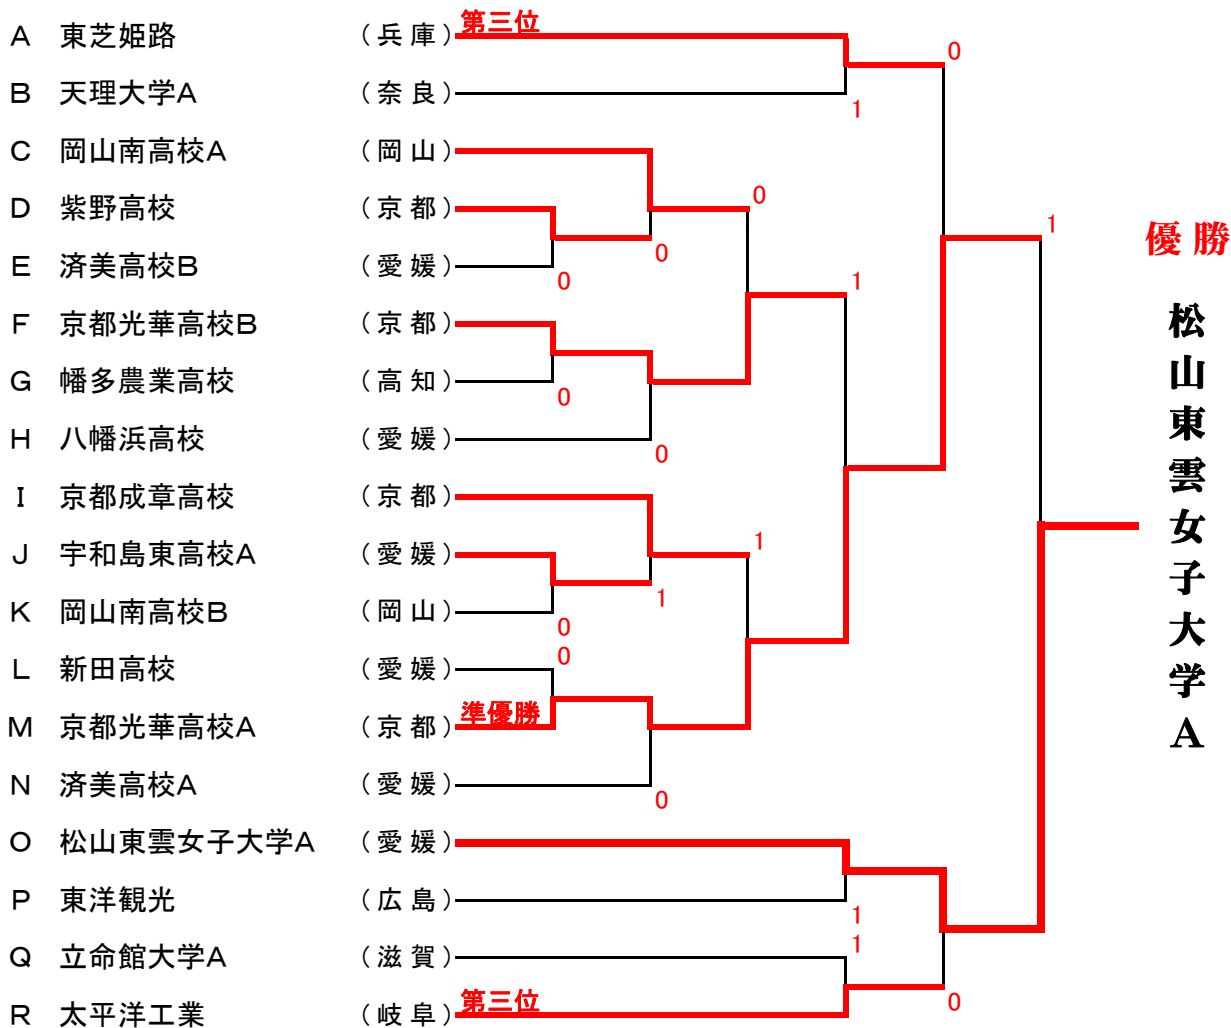 A 東芝姫路 (兵庫) 第三位
0
B 天理大学A (奈良)
1
C 岡山南高校A (岡山)
D 紫野高校 (京都)
0
0
1
E 済美高校B (愛媛)
0
F 京都光華高校B (京都)
1
G 幡多農業高校 (高知)
0
H 八幡浜高校 (愛媛)
0
I 京都成章高校 (京都)
J 宇和島東高校A (愛媛)
1
K 岡山南高校B (岡山)
1
0
0
L 新田高校 (愛媛)
M 京都光華高校A (京都) 準優勝
N 済美高校A (愛媛)
0
O 松山東雲女子大学A (愛媛)
P 東洋観光 (広島)
1
1
Q 立命館大学A (滋賀)
R 太平洋工業 (岐阜) 第三位
0
優勝
松山東雲女子大学A